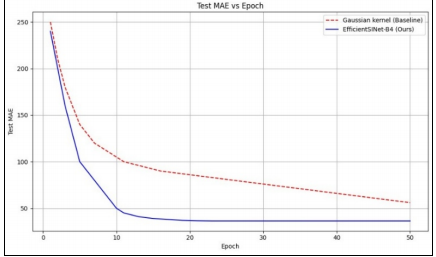 Test MAE vs Epoch
Gaussian kernel (Baseline)
EfficientSINet-B4 (Ours)
Test MAE
250
200
150
100
50
0
10
20
30
40
50
Epoch